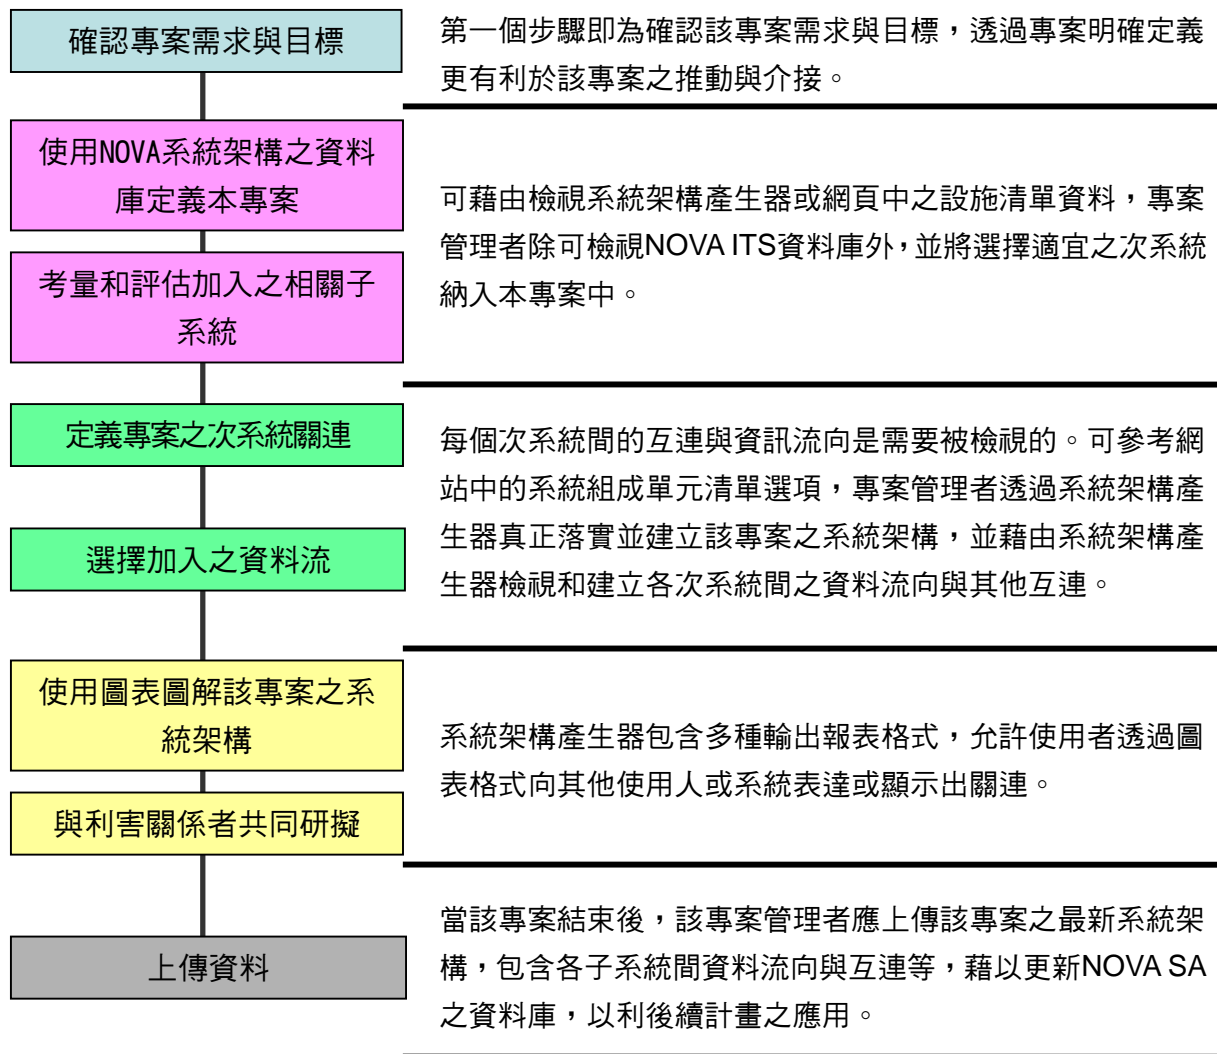 確認專案需求與目標
第一個步驟即為確認該專案需求與目標，透過專案明確定義
更有利於該專案之推動與介接。
使用NOVA系統架構之資料
庫定義本專案
考量和評估加入之相關子
系統
可藉由檢視系統架構產生器或網頁中之設施清單資料，專案
管理者除可檢視NOVA ITS資料庫外，並將選擇適宜之次系統
納入本專案中。
定義專案之次系統關連
選擇加入之資料流
每個次系統間的互連與資訊流向是需要被檢視的。可參考網
站中的系統組成單元清單選項，專案管理者透過系統架構產
生器真正落實並建立該專案之系統架構，並藉由系統架構產
生器檢視和建立各次系統間之資料流向與其他互連。
使用圖表圖解該專案之系
統架構
與利害關係者共同研擬
系統架構產生器包含多種輸出報表格式，允許使用者透過圖
表格式向其他使用人或系統表達或顯示出關連。
上傳資料
當該專案結束後，該專案管理者應上傳該專案之最新系統架
構，包含各子系統間資料流向與互連等，藉以更新NOVA SA
之資料庫，以利後續計畫之應用。